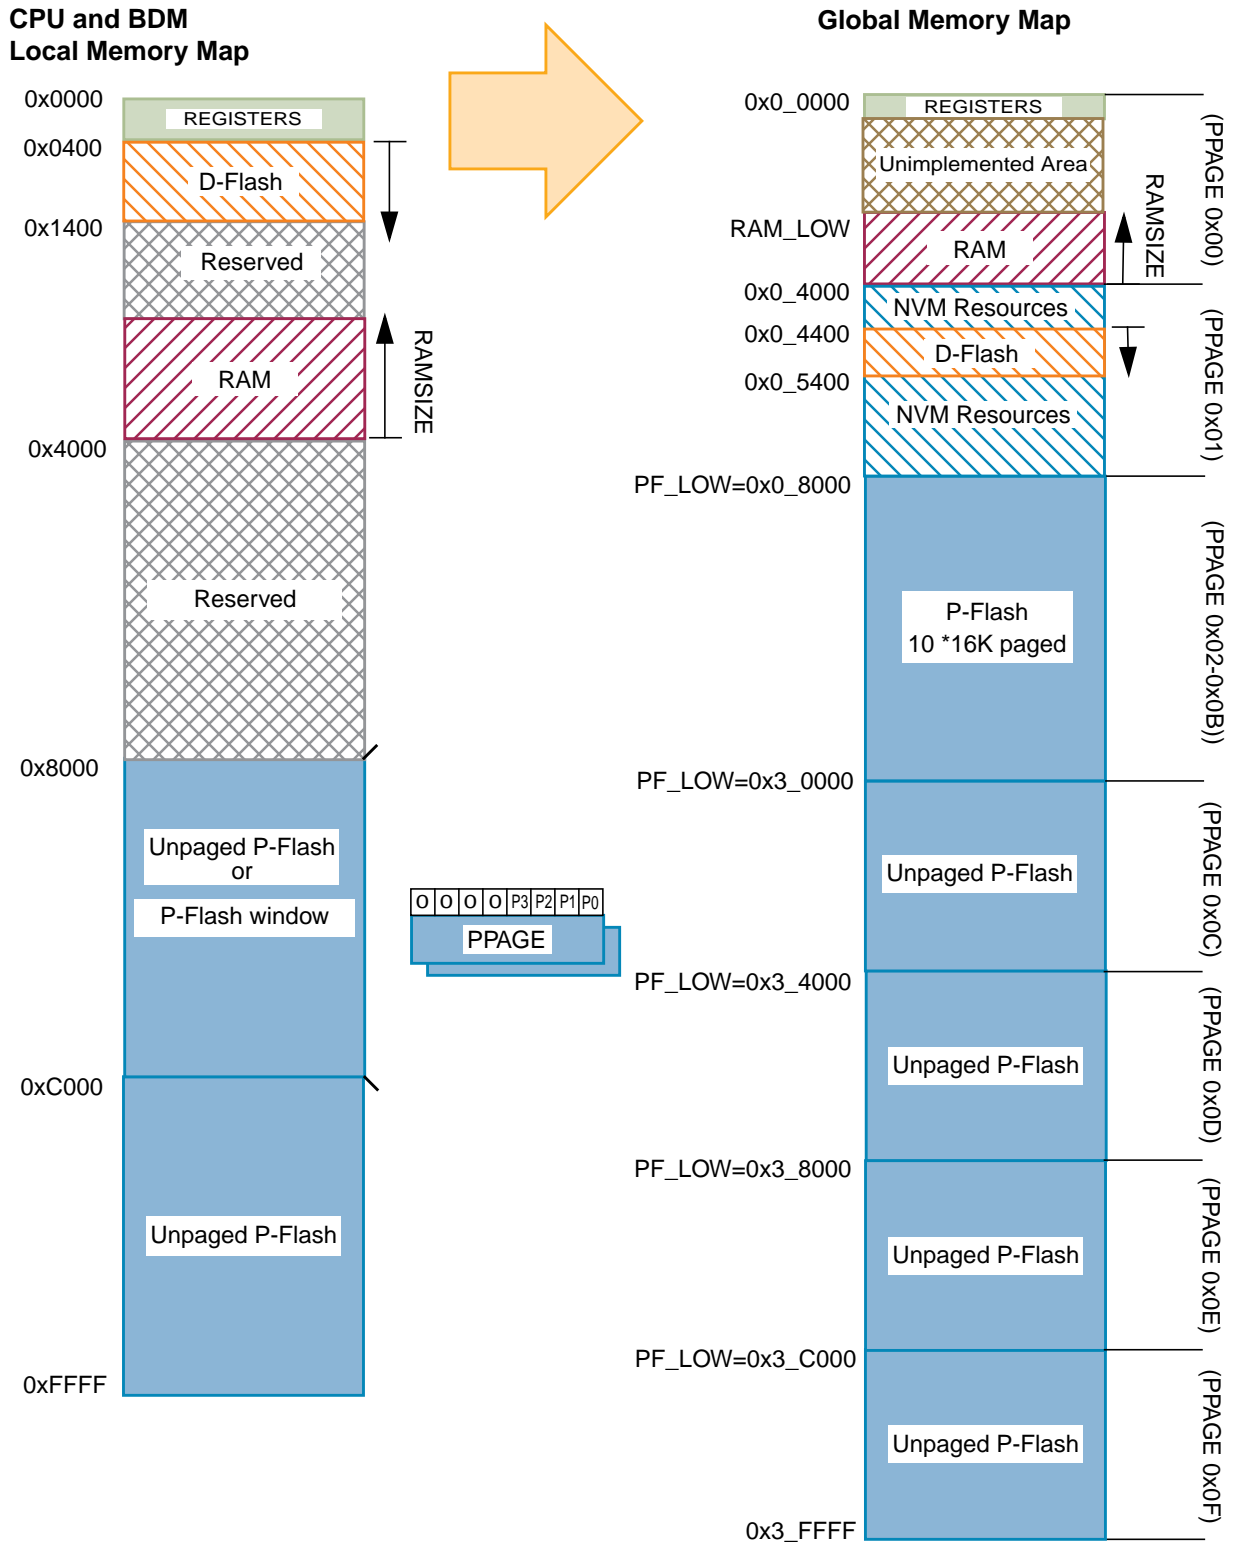 CPU and BDM
Local Memory Map
0x0000
REGISTERS
0x0400
D-Flash
0x1400
Reserved
RAM
RAMSIZE
0x4000
Reserved
0x8000
Unpaged P-Flash
or
P-Flash window
0xC000
Unpaged P-Flash
0xFFFF
0 0 0 0 P3 P2 P1 P0
PPAGE
Global Memory Map
0x0_0000
REGISTERS
Unimplemented Area
RAM_LOW
RAM
RAMSIZE
(PPAGE 0x00)
0x0_4000
NVM Resources
0x0_4400
D-Flash
0x0_5400
NVM Resources
(PPAGE 0x01)
PF_LOW=0x0_8000
P-Flash
10 *16K paged
(PPAGE 0x02-0x0B))
PF_LOW=0x3_0000
Unpaged P-Flash
(PPAGE 0x0C)
PF_LOW=0x3_4000
Unpaged P-Flash
(PPAGE 0x0D)
PF_LOW=0x3_8000
Unpaged P-Flash
(PPAGE 0x0E)
PF_LOW=0x3_C000
Unpaged P-Flash
(PPAGE 0x0F)
0x3_FFFF